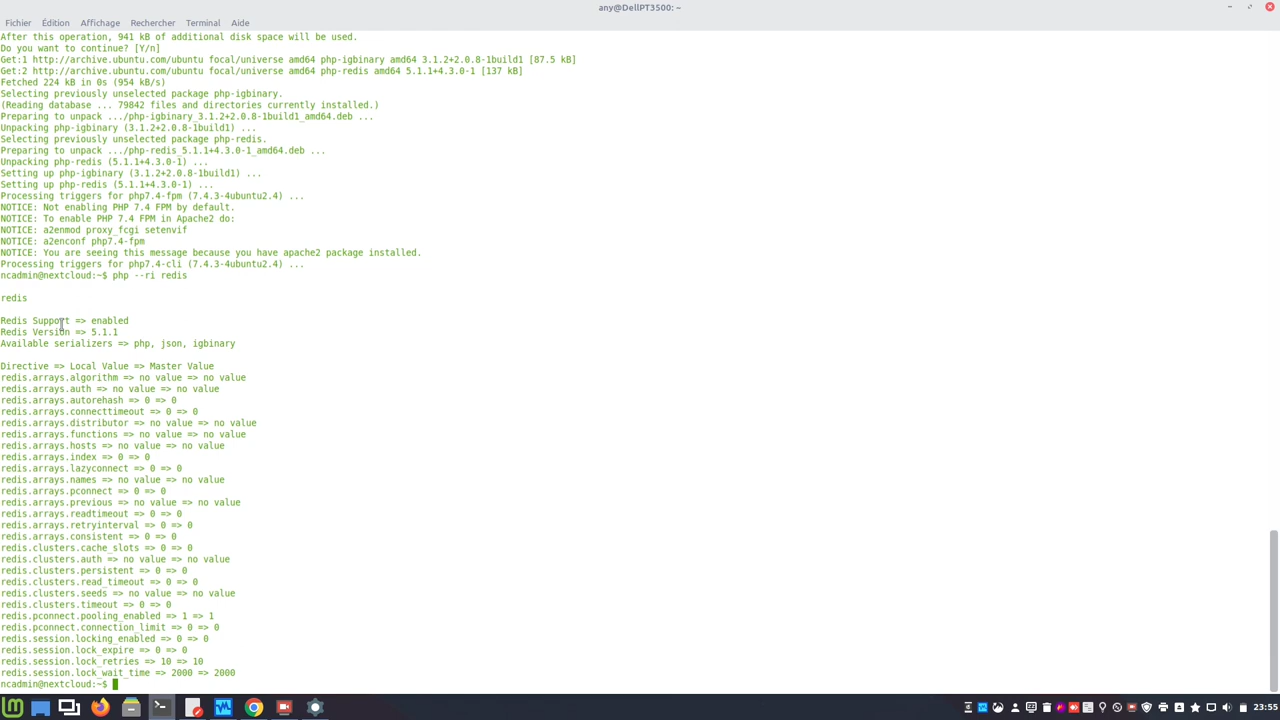 any@DellPT3500: ~
Fichier Édition Affichage Rechercher Terminal Aide
After this operation, 941 kB of additional disk space will be used.
Do you want to continue? [Y/n]
Get:1 http://archive.ubuntu.com/ubuntu focal/universe amd64 php-igbinary amd64 3.1.2+2.0.8-1build1 [87.5 kB]
Get:2 http://archive.ubuntu.com/ubuntu focal/universe amd64 php-redis amd64 5.1.1+4.3.0-1 [137 kB]
Fetched 224 kB in 0s (954 kB/s)
Selecting previously unselected package php-igbinary.
(Reading database ... 79842 files and directories currently installed.)
Preparing to unpack .../php-igbinary_3.1.2+2.0.8-1build1_amd64.deb ...
Unpacking php-igbinary (3.1.2+2.0.8-1build1) ...
Selecting previously unselected package php-redis.
Preparing to unpack .../php-redis_5.1.1+4.3.0-1_amd64.deb ...
Unpacking php-redis (5.1.1+4.3.0-1) ...
Setting up php-igbinary (3.1.2+2.0.8-1build1) ...
Setting up php-redis (5.1.1+4.3.0-1) ...
Processing triggers for php7.4-fpm (7.4.3-4ubuntu2.4) ...
NOTICE: Not enabling PHP 7.4 FPM by default.
NOTICE: To enable PHP 7.4 FPM in Apache2 do:
NOTICE: a2enmod proxy_fcgi setenvif
NOTICE: a2enconf php7.4-fpm
NOTICE: You are seeing this message because you have apache2 package installed.
Processing triggers for php7.4-cli (7.4.3-4ubuntu2.4) ...
ncadmin@nextcloud:~$ php --ri redis
redis
Redis Support => enabled
Redis Version => 5.1.1
Available serializers => php, json, igbinary
Directive => Local Value => Master Value
redis.arrays.algorithm => no value => no value
redis.arrays.auth => no value => no value
redis.arrays.autorehash => 0 => 0
redis.arrays.connecttimeout => 0 => 0
redis.arrays.distributor => no value => no value
redis.arrays.functions => no value => no value
redis.arrays.hosts => no value => no value
redis.arrays.index => 0 => 0
redis.arrays.lazyconnect => 0 => 0
redis.arrays.names => no value => no value
redis.arrays.pconnect => 0 => 0
redis.arrays.previous => no value => no value
redis.arrays.readtimeout => 0 => 0
redis.arrays.retryinterval => 0 => 0
redis.arrays.consistent => 0 => 0
redis.clusters.cache_slots => 0 => 0
redis.clusters.auth => no value => no value
redis.clusters.persistent => 0 => 0
redis.clusters.read_timeout => 0 => 0
redis.clusters.seeds => no value => no value
redis.clusters.timeout => 0 => 0
redis.pconnect.pooling_enabled => 1 => 1
redis.pconnect.connection_limit => 0 => 0
redis.session.locking_enabled => 0 => 0
redis.session.lock_expire => 0 => 0
redis.session.lock_retries => 10 => 10
redis.session.lock_wait_time => 2000 => 2000
ncadmin@nextcloud:~$
23:55